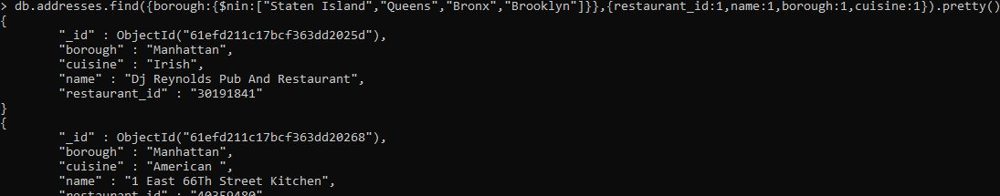 > db.addresses.find({borough:{$nin:["Staten Island","Queens","Bronx","Brooklyn"]}},{restaurant_id:1,name:1,borough:1,cuisine:1}).pretty()
{
        "_id" : ObjectId("61efd211c17bcf363dd2025d"),
        "borough" : "Manhattan",
        "cuisine" : "Irish",
        "name" : "Dj Reynolds Pub And Restaurant",
        "restaurant_id" : "30191841"
}
{
        "_id" : ObjectId("61efd211c17bcf363dd20268"),
        "borough" : "Manhattan",
        "cuisine" : "American ",
        "name" : "1 East 66Th Street Kitchen",
        "restaurant_id" : "40359480"